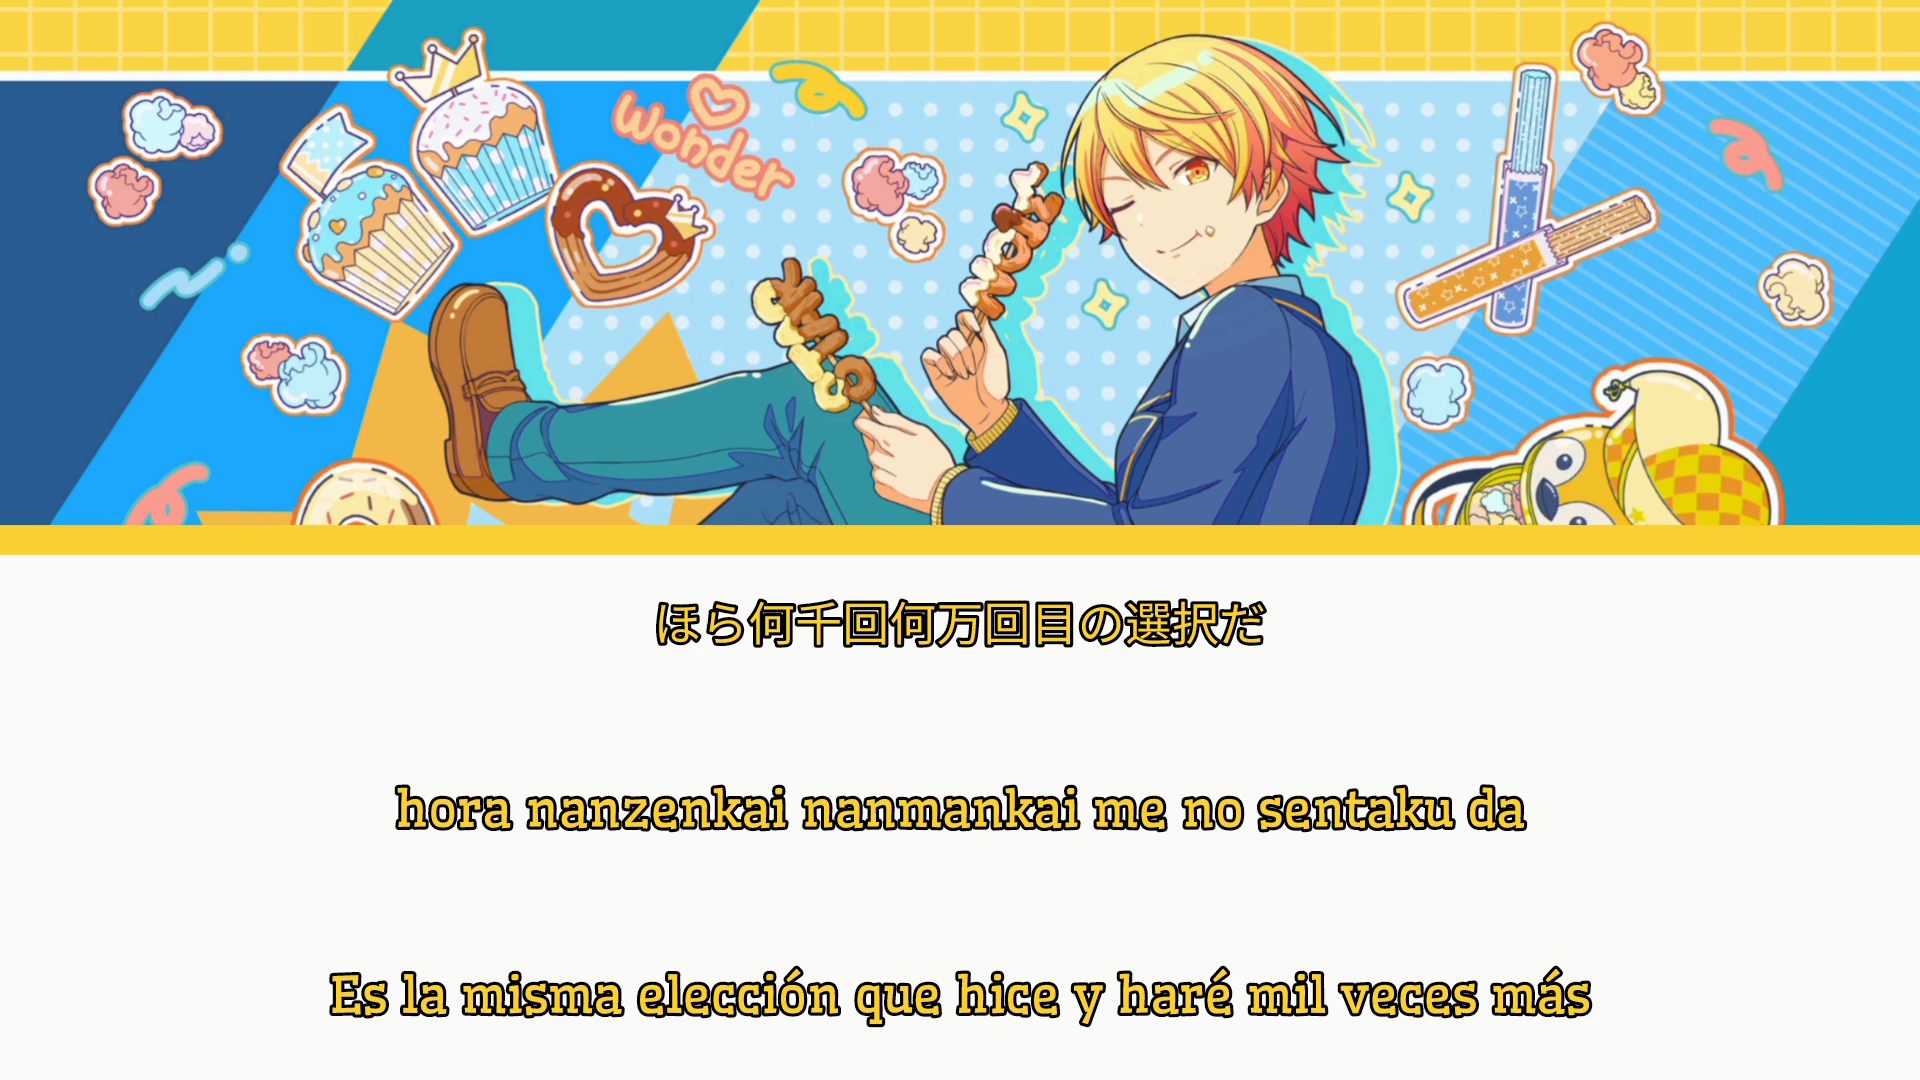 Wonder
ほら何千回何万回目の選択だ
hora nanzenkai nanmankai me no sentaku da
Es la misma elección que hice y haré mil veces más